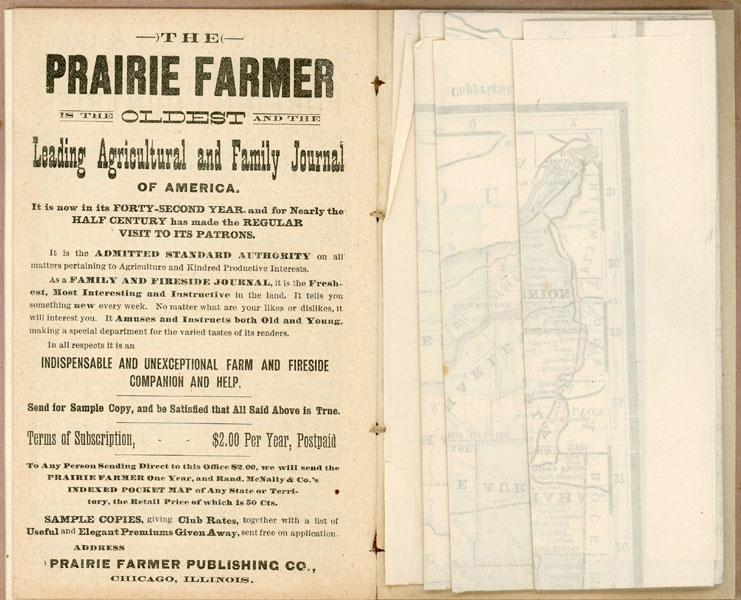 THE
PRAIRIE FARMER
IS THE OLDEST AND THE
Leading Agricultural and Family Journal
OF AMERICA.
It is now in its FORTY-SECOND YEAR, and for Nearly the
HALF CENTURY has made the REGULAR
VISIT TO ITS PATRONS.
It is the ADMITTED STANDARD AUTHORITY on all
matters pertaining to Agriculture and Kindred Productive Interests.
As a FAMILY AND FIRESIDE JOURNAL, it is the Fresh-
est, Most Interesting and Instructive in the land. It tells you
something new every week. No matter what are your likes or dislikes, it
will interest you. It Amuses and Instructs both Old and Young,
making a special department for the varied tastes of its readers.
In all respects it is an
INDISPENSABLE AND UNEXCEPTIONAL FARM AND FIRESIDE
COMPANION AND HELP.
Send for Sample Copy, and be Satisfied that All Said Above is True.
Terms of Subscription, - - $2.00 Per Year, Postpaid
To Any Person Sending Direct to this Office $2.00, we will send the
PRAIRIE FARMER One Year, and Rand, McNally & Co.'s
INDEXED POCKET MAP of Any State or Terri-
tory, the Retail Price of which is 50 Cts.
SAMPLE COPIES, giving Club Rates, together with a list of
Useful and Elegant Premiums Given Away, sent free on application.
ADDRESS
PRAIRIE FARMER PUBLISHING CO.,
CHICAGO, ILLINOIS.
Copyright